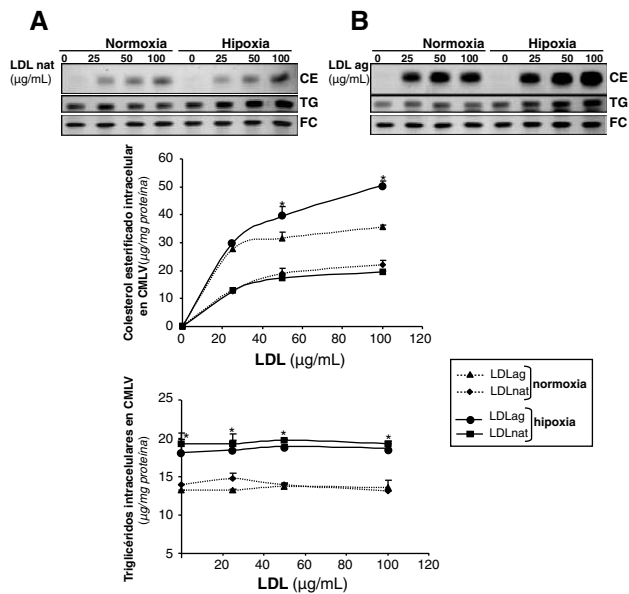 A
B
Normoxia Hipoxia
LDL nat
(µg/mL)
0 25 50 100 0 25 50 100
CE
TG
FC
Normoxia Hipoxia
LDL ag
(µg/mL)
0 25 50 100 0 25 50 100
CE
TG
FC
Colesterol esterificado intracelular
en CMLV (µg/mg proteína)
60
50
40
30
20
10
0
* *
0 20 40 60 80 100 120
LDL (µg/mL)
LDLag
LDLnat
normoxia
LDLag
LDLnat
hipoxia
Triglicéridos intracelulares en CMLV
(µg/mg proteína)
25
20
15
10
5
* * * *
0 20 40 60 80 100 120
LDL (µg/mL)